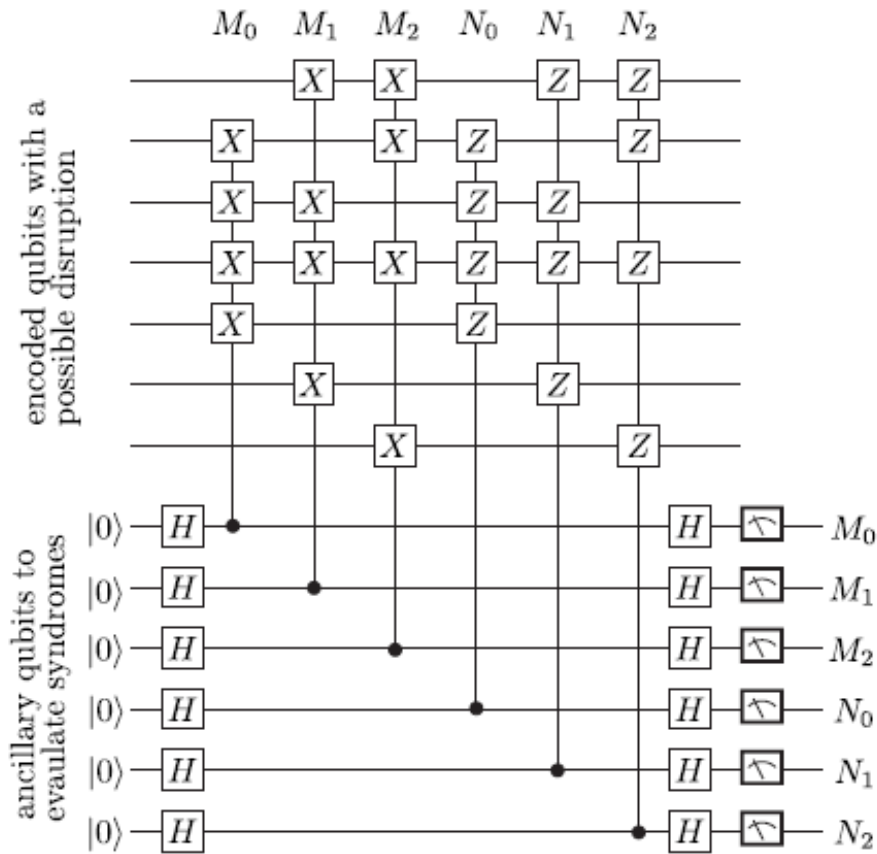 M₀ M₁ M₂ N₀ N₁ N₂
X X Z Z
X X Z Z
X X Z Z
X X X Z Z Z
X Z
X Z
X Z
encoded qubits with a
possible disruption
|0⟩ H H M₀
|0⟩ H H M₁
|0⟩ H H M₂
|0⟩ H H N₀
|0⟩ H H N₁
|0⟩ H H N₂
ancillary qubits to
evaulate syndromes